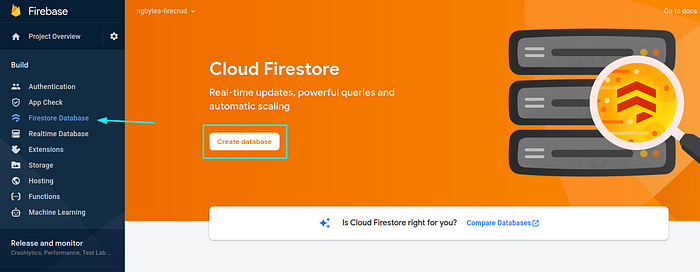 Firebase
Project Overview
Build
Authentication
App Check
Firestore Database
Realtime Database
Extensions
Storage
Hosting
Functions
Machine Learning
Release and monitor
Crashlytics, Performance, Test Lab ...
ngbytes-firecrud
Go to docs
Cloud Firestore
Real-time updates, powerful queries and
automatic scaling
Create database
Is Cloud Firestore right for you? Compare Databases